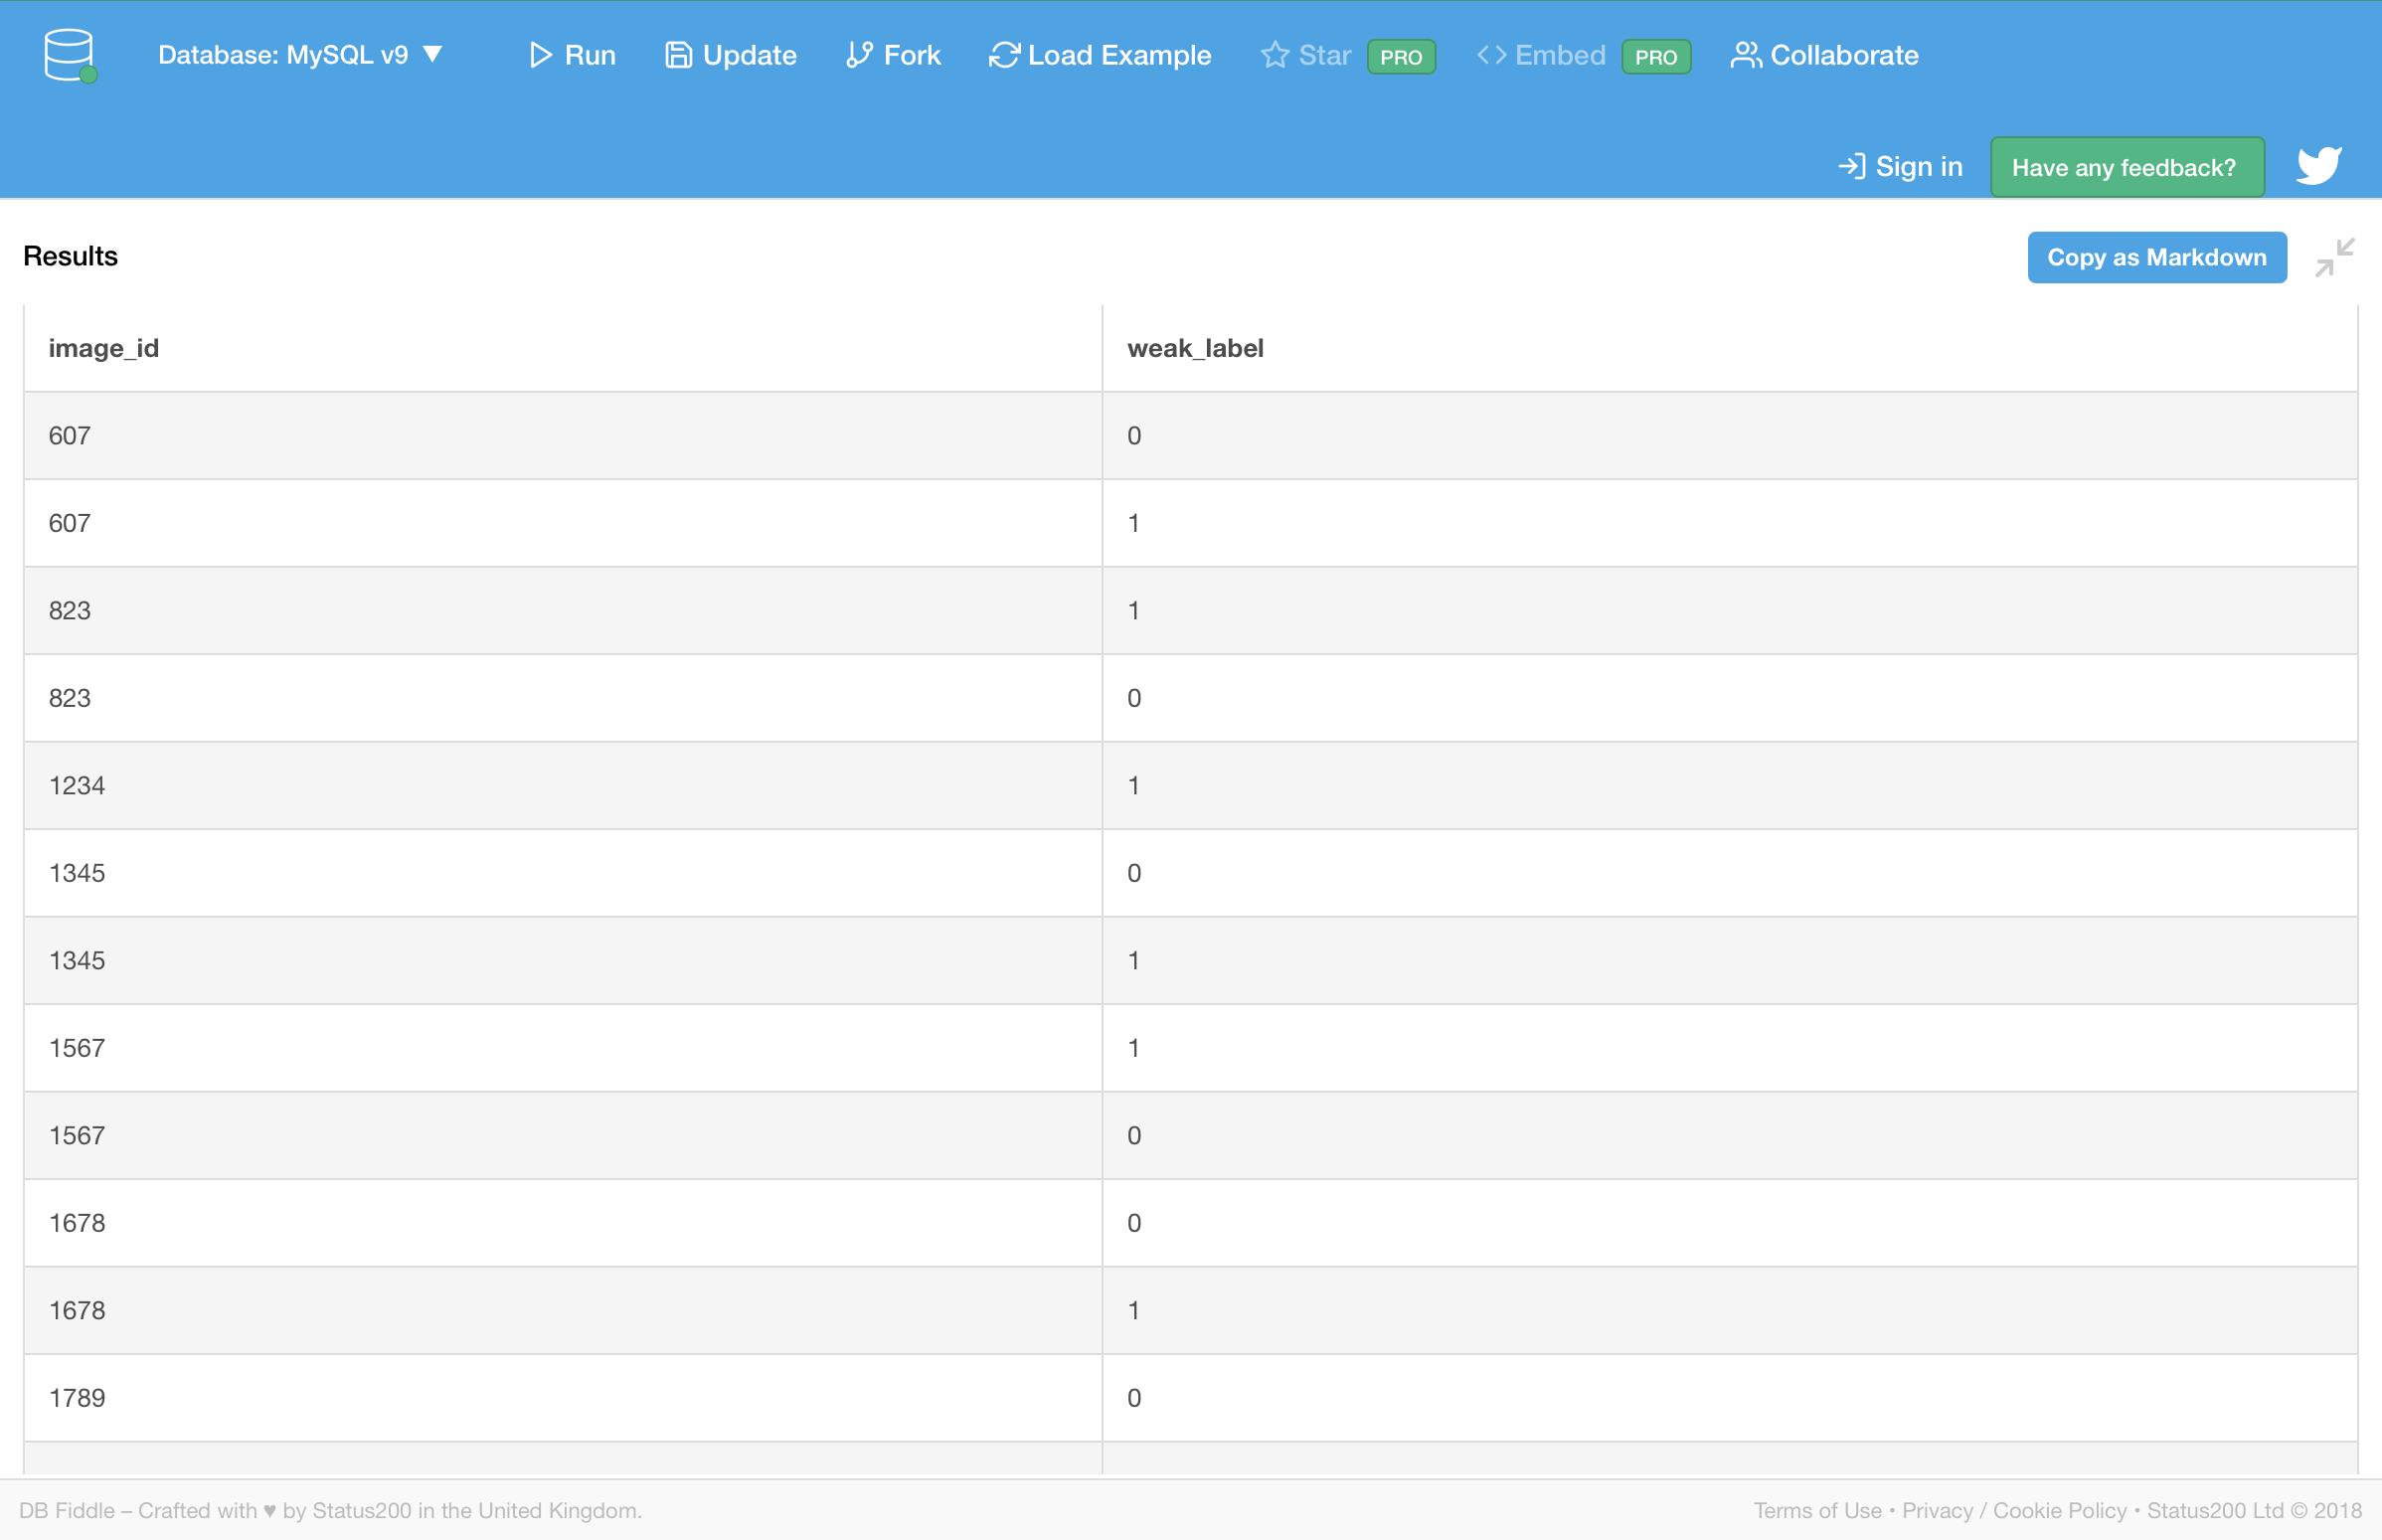 Database: MySQL v9 ▼ Run Update Fork Load Example Star PRO Embed PRO Collaborate
Sign in Have any feedback?
Results Copy as Markdown
image_id weak_label
607 0
607 1
823 1
823 0
1234 1
1345 0
1345 1
1567 1
1567 0
1678 0
1678 1
1789 0
DB Fiddle – Crafted with ♥ by Status200 in the United Kingdom. Terms of Use • Privacy / Cookie Policy • Status200 Ltd © 2018